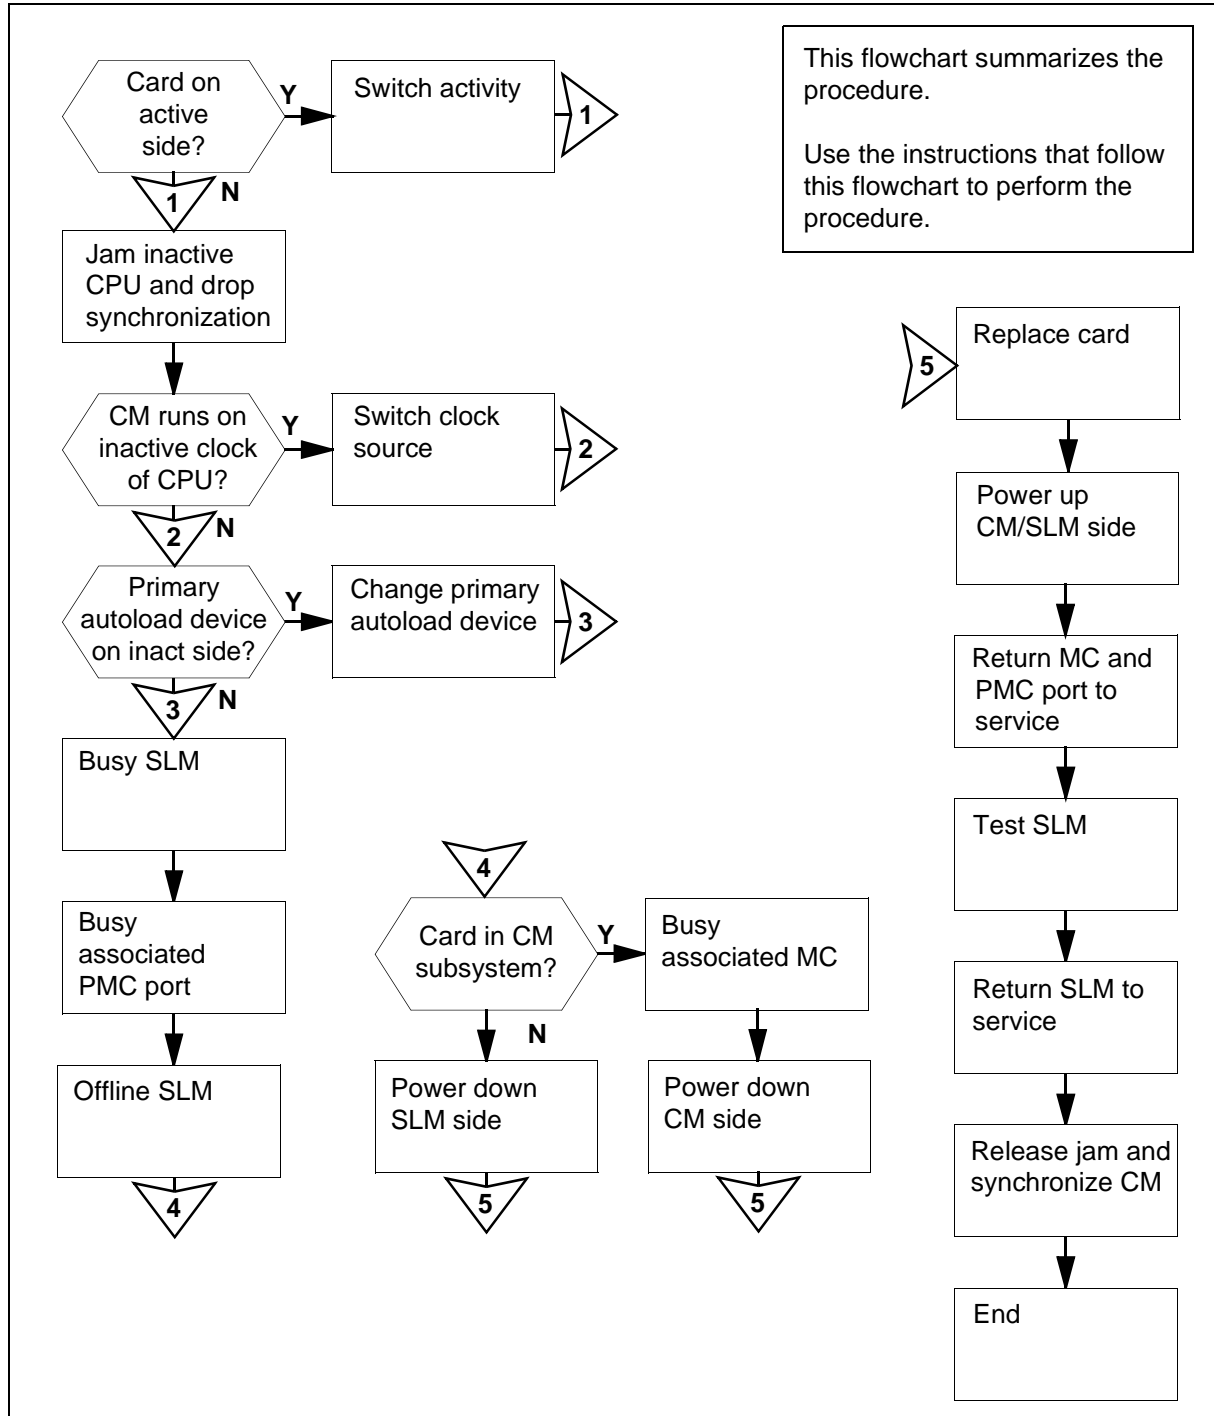 Card on
active
side?
Y
Switch activity
1
N
1
Jam inactive
CPU and drop
synchronization
CM runs on
inactive clock
of CPU?
Y
Switch clock
source
2
N
2
Primary
autoload device
on inact side?
Y
Change primary
autoload device
3
N
3
Busy SLM
Busy
associated
PMC port
Offline SLM
4
4
Card in CM
subsystem?
Y
Busy
associated MC
N
Power down
SLM side
5
Power down
CM side
5
This flowchart summarizes the
procedure.
Use the instructions that follow
this flowchart to perform the
procedure.
5
Replace card
Power up
CM/SLM side
Return MC and
PMC port to
service
Test SLM
Return SLM to
service
Release jam and
synchronize CM
End